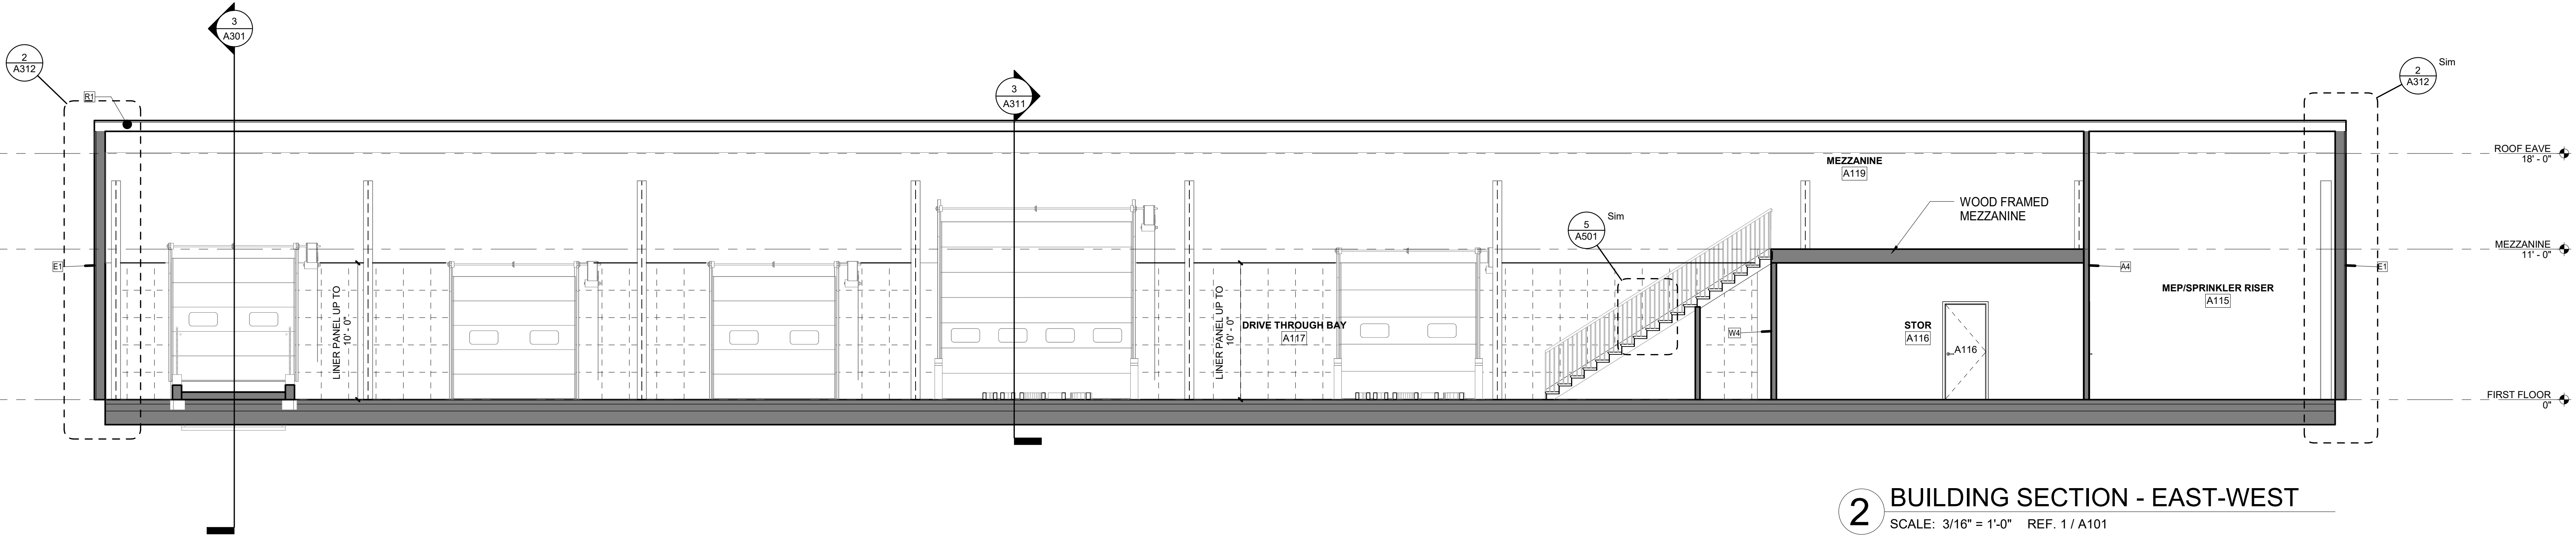 3
A301
2
A312
R1
3
A311
2
A312
Sim
ROOF EAVE
18' - 0"
MEZZANINE
A119
WOOD FRAMED
MEZZANINE
5
A501
Sim
MEZZANINE
11' - 0"
E1
A4
E1
LINER PANEL UP TO
10' - 0"
LINER PANEL UP TO
10' - 0"
DRIVE THROUGH BAY
A117
W4
STOR
A116
A116
MEP/SPRINKLER RISER
A115
FIRST FLOOR
0"
2
BUILDING SECTION - EAST-WEST
SCALE: 3/16" = 1'-0" REF. 1 / A101